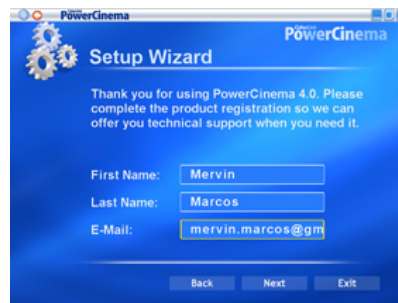 PowerCinema
CyberLink
PowerCinema
Setup Wizard
Thank you for using PowerCinema 4.0. Please
complete the product registration so we can
offer you technical support when you need it.
First Name: Mervin
Last Name: Marcos
E-Mail: mervin.marcos@gm
Back Next Exit